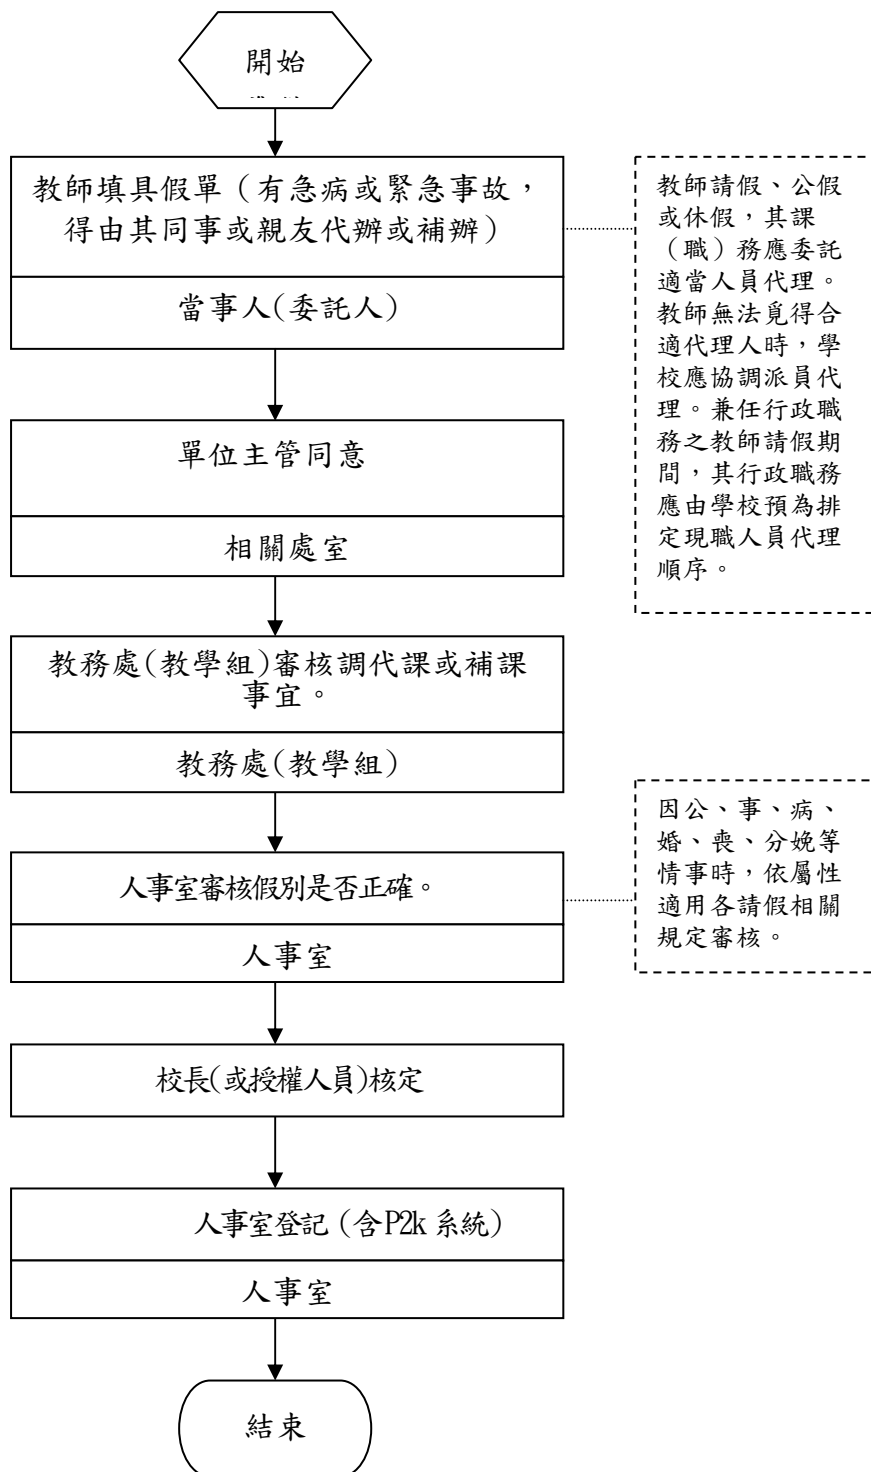 開始
教師填具假單（有急病或緊急事故，
得由其同事或親友代辦或補辦）
當事人(委託人)
教師請假、公假
或休假，其課
（職）務應委託
適當人員代理。
教師無法覓得合
適代理人時，學
校應協調派員代
理。兼任行政職
務之教師請假期
間，其行政職務
應由學校預為排
定現職人員代理
順序。
單位主管同意
相關處室
教務處(教學組)審核調代課或補課
事宜。
教務處(教學組)
人事室審核假別是否正確。
人事室
因公、事、病、
婚、喪、分娩等
情事時，依屬性
適用各請假相關
規定審核。
校長(或授權人員)核定
人事室登記(含P2k 系統)
人事室
結束